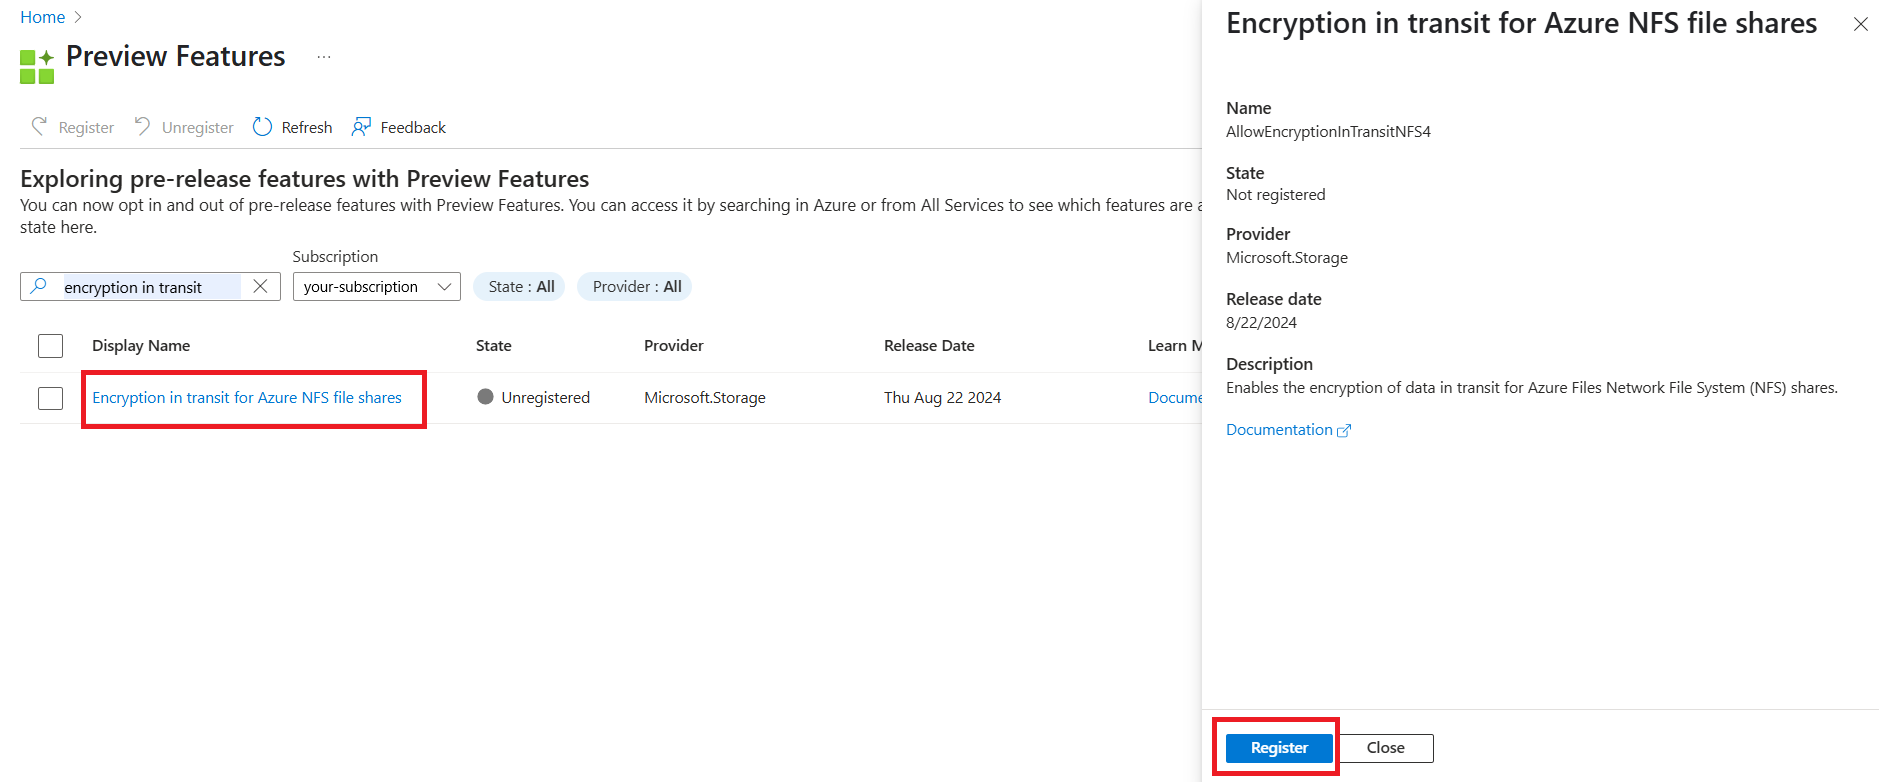 Home
Preview Features
Register Unregister Refresh Feedback
Exploring pre-release features with Preview Features
You can now opt in and out of pre-release features with Preview Features. You can access it by searching in Azure or from All Services to see which features are
state here.
Subscription
encryption in transit your-subscription State : All Provider : All
Display Name State Provider Release Date Learn
Encryption in transit for Azure NFS file shares Unregistered Microsoft.Storage Thu Aug 22 2024
Encryption in transit for Azure NFS file shares
Name
AllowEncryptionInTransitNFS4
State
Not registered
Provider
Microsoft.Storage
Release date
8/22/2024
Description
Enables the encryption of data in transit for Azure Files Network File System (NFS) shares.
Documentation
Register Close